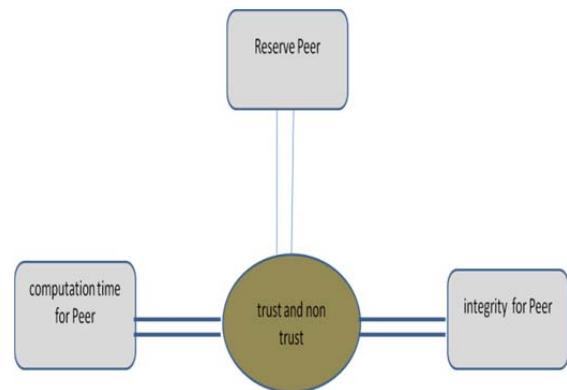 Reserve Peer
computation time
for Peer
trust and non
trust
integrity for Peer